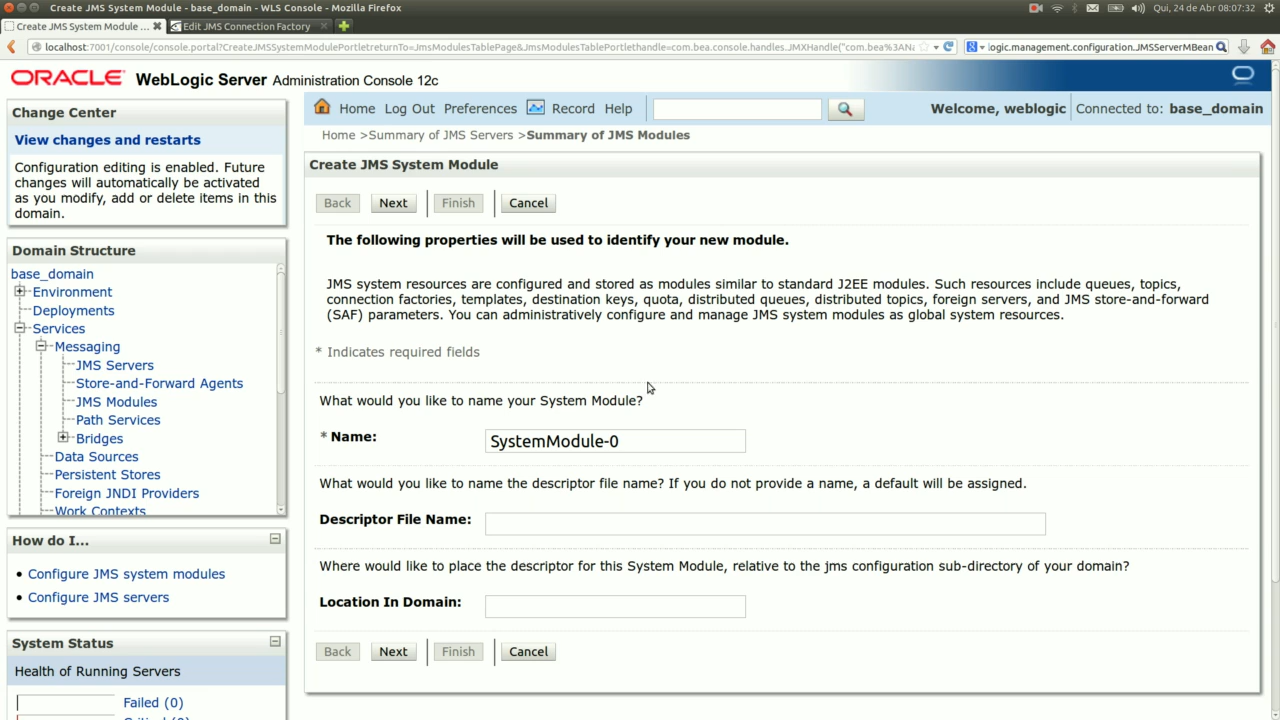 Create JMS System Module - base_domain - WLS Console - Mozilla Firefox
Qui, 24 de Abr 08:07:32
Create JMS System Module ...
Edit JMS Connection Factory
localhost:7001/console/console.portal?CreateJMSSystemModulePortletreturnTo=JmsModulesTablePage&JmsModulesTablePortlethandle=com.bea.console.handles.JMXHandle("com.bea%3AN
logic.management.configuration.JMSServerMBean
ORACLE WebLogic Server Administration Console 12c
Change Center
View changes and restarts
Configuration editing is enabled. Future
changes will automatically be activated
as you modify, add or delete items in this
domain.
Domain Structure
base_domain
Environment
Deployments
Services
Messaging
JMS Servers
Store-and-Forward Agents
JMS Modules
Path Services
Bridges
Data Sources
Persistent Stores
Foreign JNDI Providers
Work Contexts
How do I...
Configure JMS system modules
Configure JMS servers
System Status
Health of Running Servers
Failed (0)
Critical (0)
Home Log Out Preferences Record Help
Welcome, weblogic Connected to: base_domain
Home >Summary of JMS Servers >Summary of JMS Modules
Create JMS System Module
Back Next Finish Cancel
The following properties will be used to identify your new module.
JMS system resources are configured and stored as modules similar to standard J2EE modules. Such resources include queues, topics,
connection factories, templates, destination keys, quota, distributed queues, distributed topics, foreign servers, and JMS store-and-forward
(SAF) parameters. You can administratively configure and manage JMS system modules as global system resources.
* Indicates required fields
What would you like to name your System Module?
* Name: SystemModule-0
What would you like to name the descriptor file name? If you do not provide a name, a default will be assigned.
Descriptor File Name:
Where would like to place the descriptor for this System Module, relative to the jms configuration sub-directory of your domain?
Location In Domain:
Back Next Finish Cancel